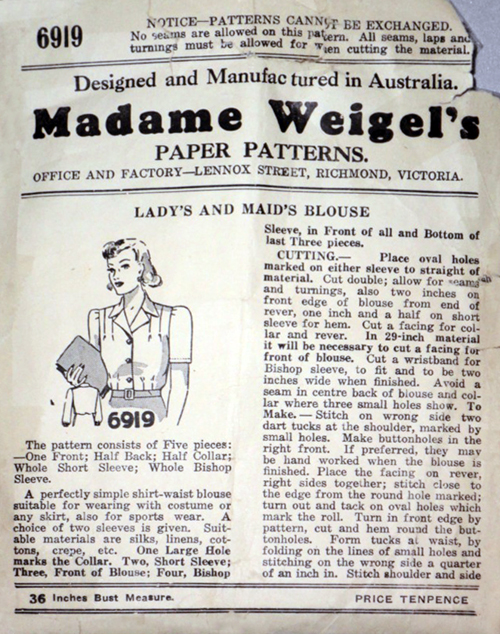 6919
NOTICE—PATTERNS CANNOT BE EXCHANGED.
No seams are allowed on this pattern. All seams, laps and
turnings must be allowed for when cutting the material.
Designed and Manufactured in Australia.
Madame Weigel's
PAPER PATTERNS.
OFFICE AND FACTORY—LENNOX STREET, RICHMOND, VICTORIA.
LADY'S AND MAID'S BLOUSE
6919
The pattern consists of Five pieces:
—One Front; Half Back; Half Collar;
Whole Short Sleeve; Whole Bishop
Sleeve.
A perfectly simple shirt-waist blouse
suitable for wearing with costume or
any skirt, also for sports wear. A
choice of two sleeves is given. Suit-
able materials are silks, linens, cot-
tons, crepe, etc. One Large Hole
marks the Collar. Two, Short Sleeve;
Three, Front of Blouse; Four, Bishop
Sleeve, in Front of all and Bottom of
last Three pieces.
CUTTING.— Place oval holes
marked on either sleeve to straight of
material. Cut double; allow for seams
and turnings, also two inches on
front edge of blouse from end of
rever, one inch and a half on short
sleeve for hem. Cut a facing for col-
lar and rever. In 29-inch material
it will be necessary to cut a facing for
front of blouse. Cut a wristband for
Bishop sleeve, to fit and to be two
inches wide when finished. Avoid a
seam in centre back of blouse and col-
lar where three small holes show. To
Make. — Stitch on wrong side two
dart tucks at the shoulder, marked by
small holes. Make buttonholes in the
right front. If preferred, they may
be hand worked when the blouse is
finished. Place the facing on rever,
right sides together; stitch close to
the edge from the round hole marked;
turn out and tack on oval holes which
mark the roll. Turn in front edge by
pattern, cut and hem round the but-
tonholes. Form tucks at waist, by
folding on the lines of small holes and
stitching on the wrong side a quarter
of an inch in. Stitch shoulder and side
36 Inches Bust Measure.
PRICE TENPENCE